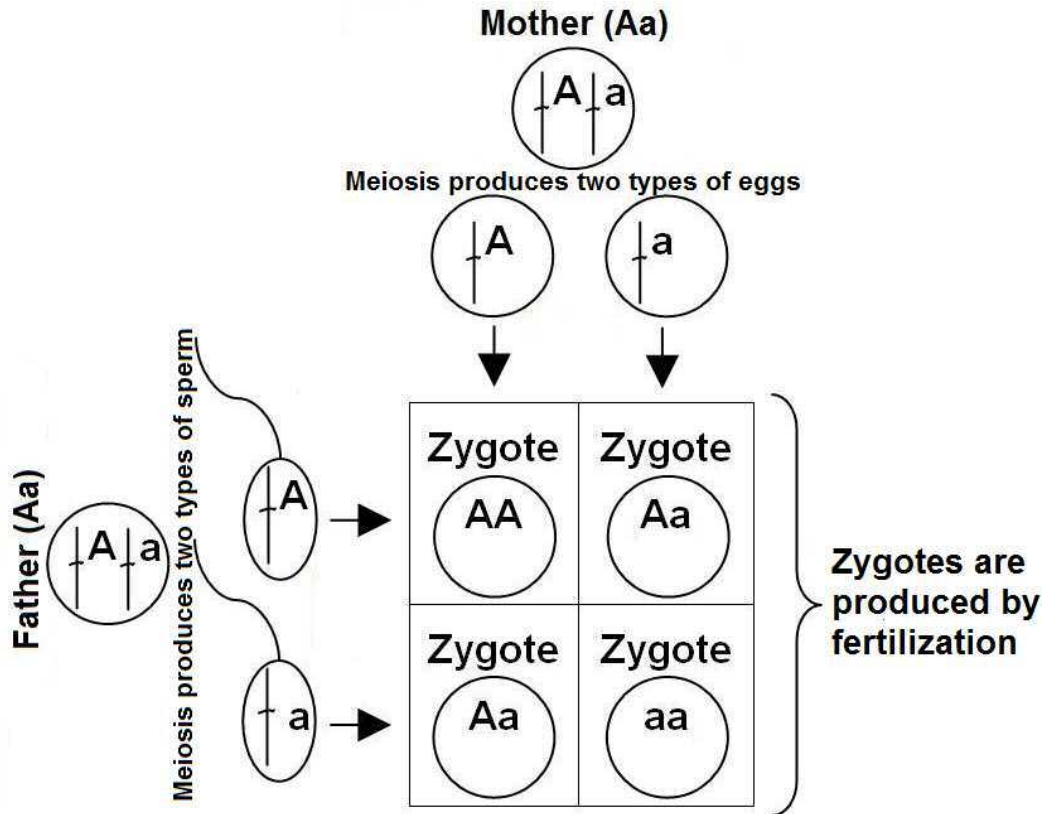 Mother (Aa)
A a
Meiosis produces two types of eggs
A
a
Father (Aa)
A a
Meiosis produces two types of sperm
A
a
Zygote
AA
Zygote
Aa
Zygote
Aa
Zygote
aa
Zygotes are
produced by
fertilization